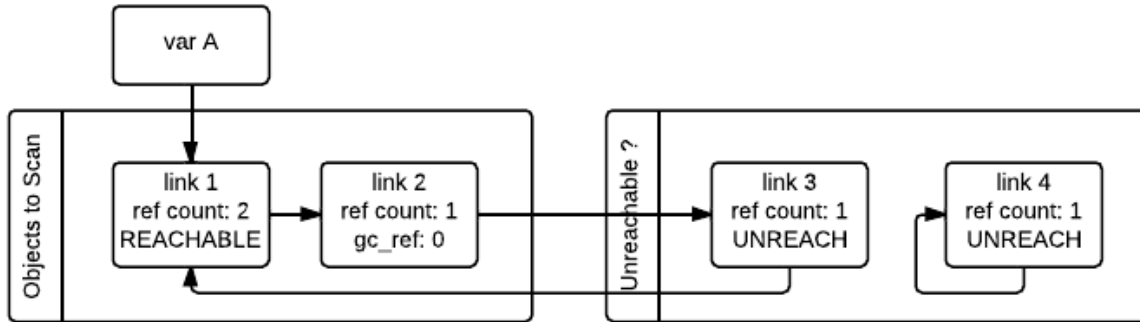 var A
Objects to Scan
link 1
ref count: 2
REACHABLE
link 2
ref count: 1
gc_ref: 0
Unreachable ?
link 3
ref count: 1
UNREACH
link 4
ref count: 1
UNREACH